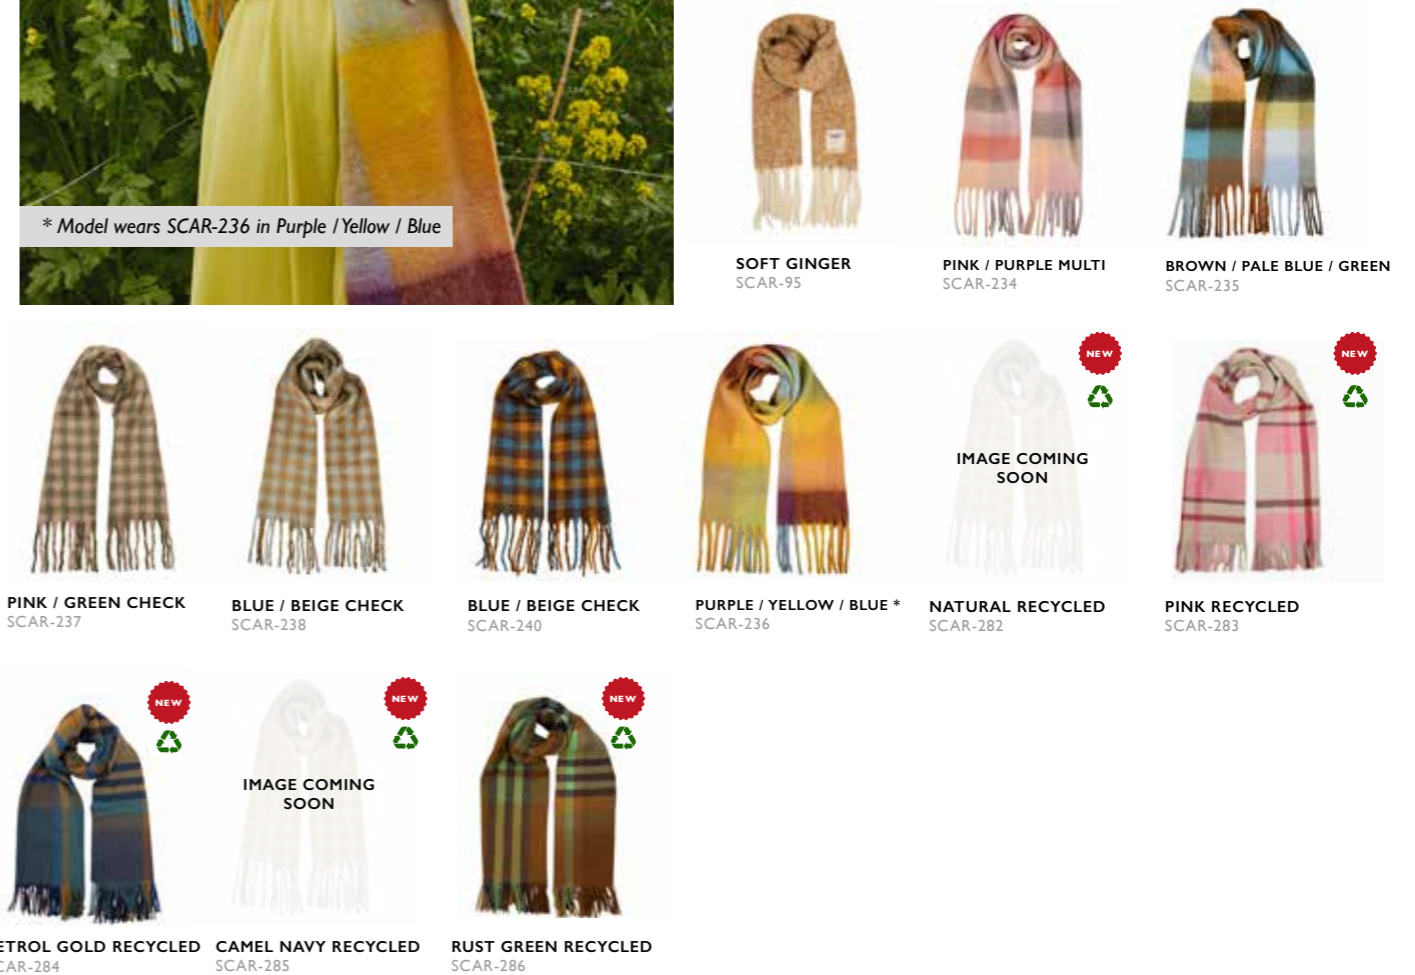 * Model wears SCAR-236 in Purple / Yellow / Blue
SOFT GINGER
SCAR-95
PINK / PURPLE MULTI
SCAR-234
BROWN / PALE BLUE / GREEN
SCAR-235
PINK / GREEN CHECK
SCAR-237
BLUE / BEIGE CHECK
SCAR-238
BLUE / BEIGE CHECK
SCAR-240
PURPLE / YELLOW / BLUE *
SCAR-236
NEW
IMAGE COMING
SOON
NATURAL RECYCLED
SCAR-282
NEW
PINK RECYCLED
SCAR-283
NEW
ETROL GOLD RECYCLED
CAR-284
NEW
IMAGE COMING
SOON
CAMEL NAVY RECYCLED
SCAR-285
NEW
RUST GREEN RECYCLED
SCAR-286